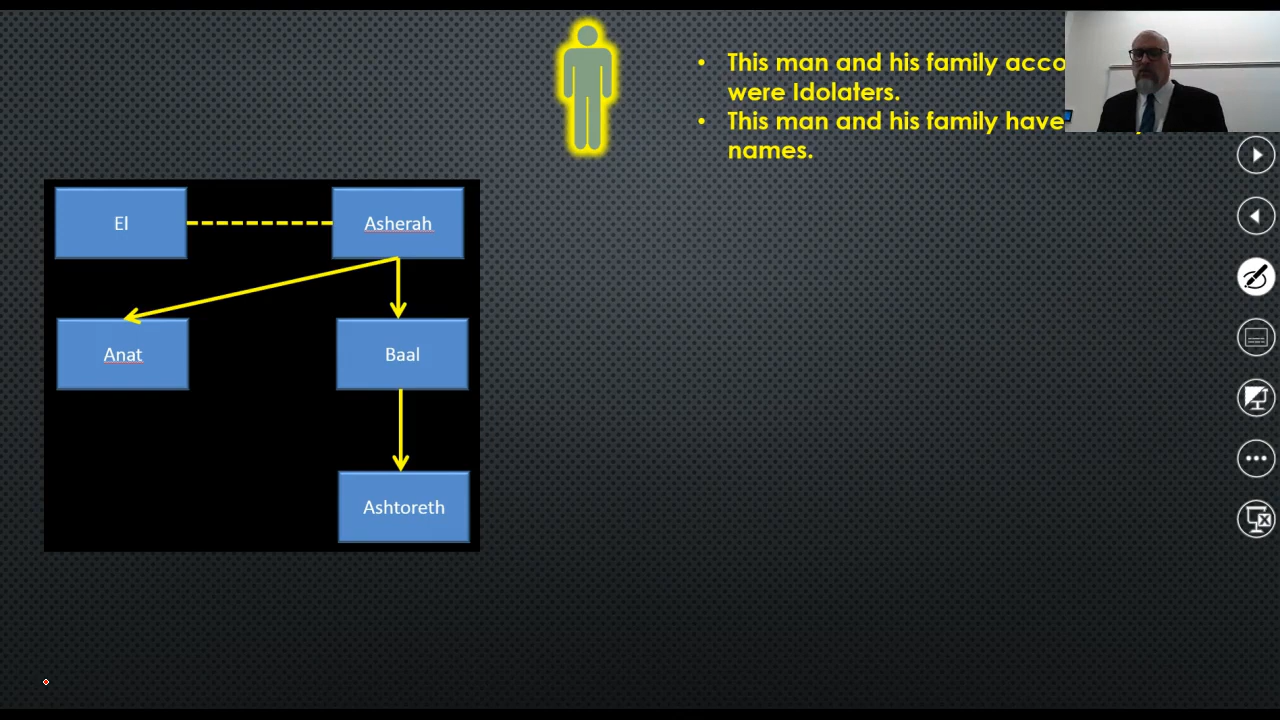 • This man and his family acco
were Idolaters.
• This man and his family have
names.
El
Asherah
Anat
Baal
Ashtoreth